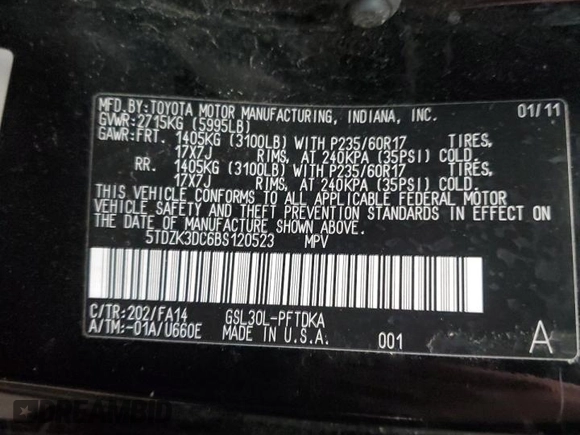 MFD.BY:TOYOTA MOTOR MANUFACTURING, INDIANA, INC. 01/11
GVWR:2715KG (5995LB)
GAWR:FRT. 1405KG (3100LB) WITH P235/60R17 TIRES,
17X7J RIMS, AT 240KPA (35PSI) COLD.
RR. 1405KG (3100LB) WITH P235/60R17 TIRES,
17X7J RIMS, AT 240KPA (35PSI) COLD.
THIS VEHICLE CONFORMS TO ALL APPLICABLE FEDERAL MOTOR
VEHICLE SAFETY AND THEFT PREVENTION STANDARDS IN EFFECT ON
THE DATE OF MANUFACTURE SHOWN ABOVE.
5TDZK3DC6BS120523 MPV
C/TR:202/FA14 GSL30L-PFTDKA
A/TM:-01A/U660E MADE IN U.S.A. 001 A
DREAMBID